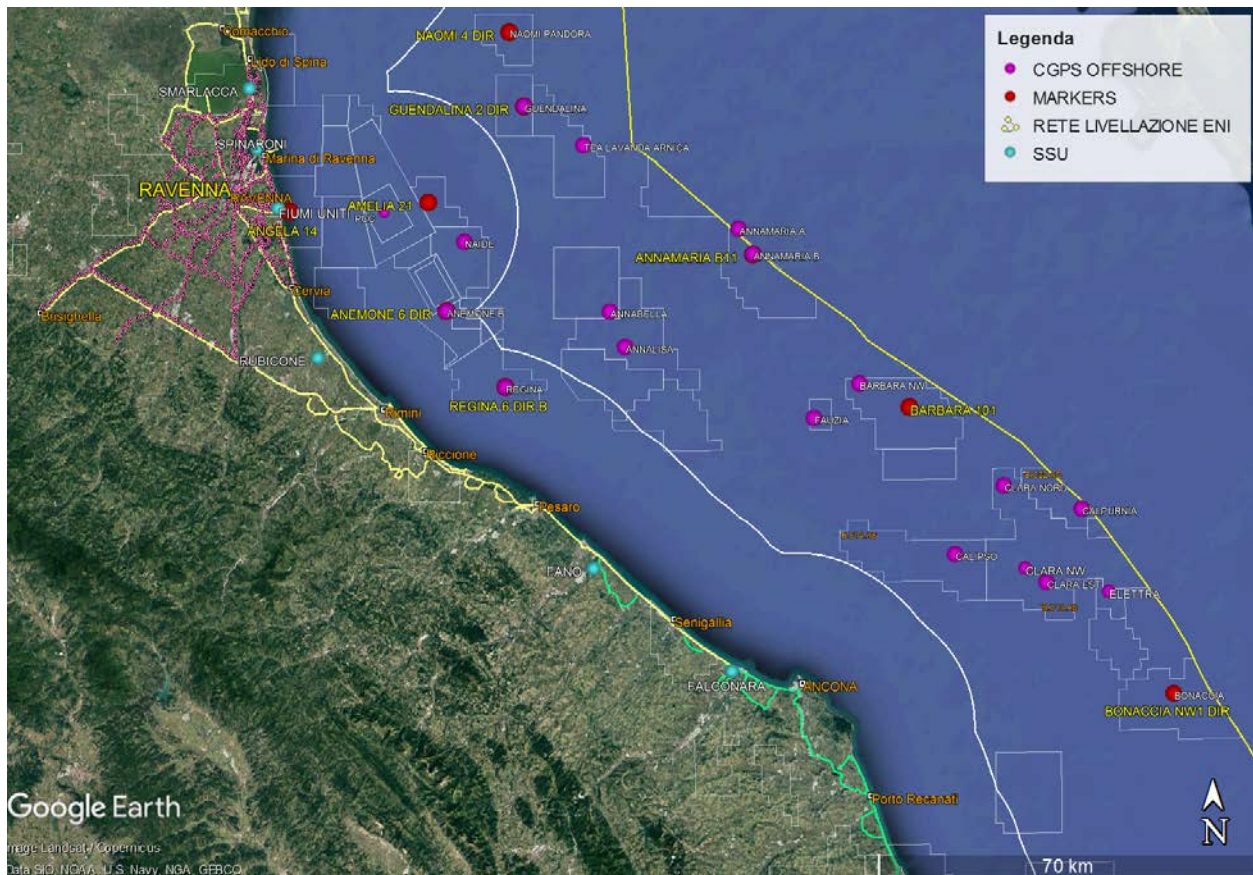 Legenda
CGPS OFFSHORE
MARKERS
RETE LIVELLAZIONE ENI
SSU
Comacchio
NAOMI 4 DIR
NAOMI PANDORA
Lido di Spina
SMARLACCA
GUENDALINA 2 DIR
GUENDALINA
TEA LAVANDA ARNICA
SPINARONI
Marina di Ravenna
RAVENNA
RAVENNA
FIUMI UNITI
PCC
AMELIA 21
ANGELA 14
NAIDE
ANNAMARIA A
ANNAMARIA B11
ANNAMARIA B
Cervia
Brisighella
ANEMONE 6 DIR
ANEMONE B
ANNABELLA
ANNALISA
RUBICONE
REGINA
REGINA 6 DIR B
BARBARA NW
BARBARA 101
FAUZIA
Rimini
Riccione
CLARA NORD
Pesaro
CALPURNIA
CALIPSO
FANO
CLARA NW
CLARA EST
ELETTRA
Senigallia
FALCONARA
ANCONA
BONACCIA
BONACCIA NW1 DIR
Porto Recanati
Google Earth
Image Landsat / Copernicus
Data SIO, NOAA, U.S. Navy, NGA, GEBCO
N
70 km